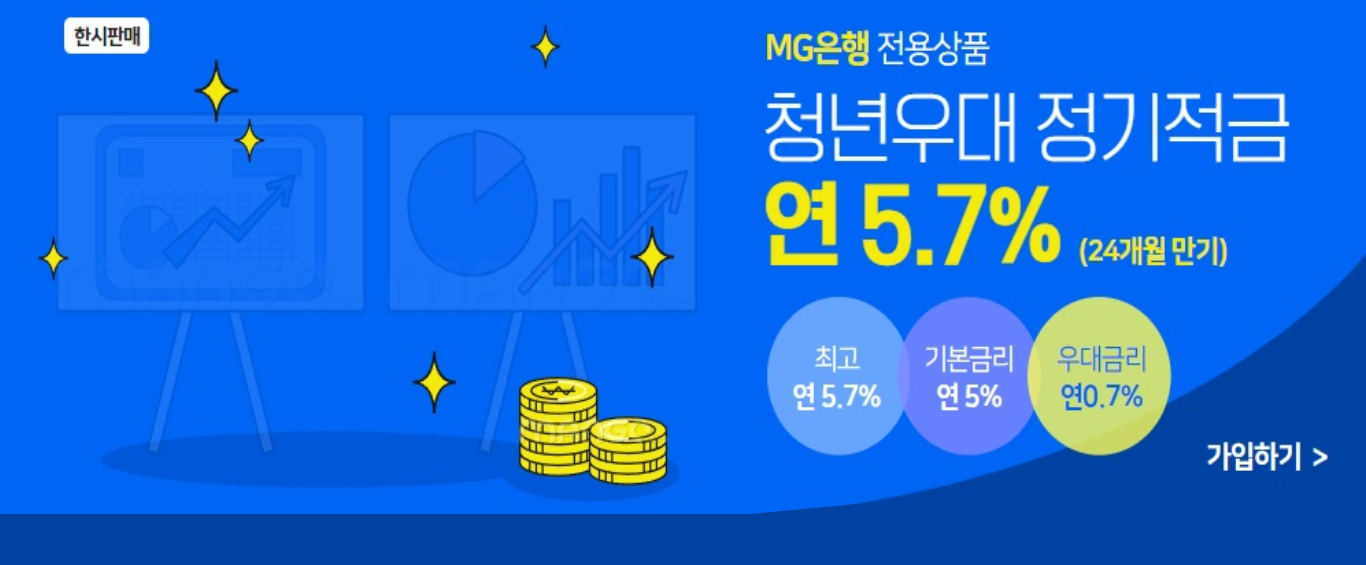 한시판매
MG은행 전용상품
청년우대 정기적금
연 5.7% (24개월 만기)
최고
연 5.7%
기본금리
연 5%
우대금리
연0.7%
가입하기 >